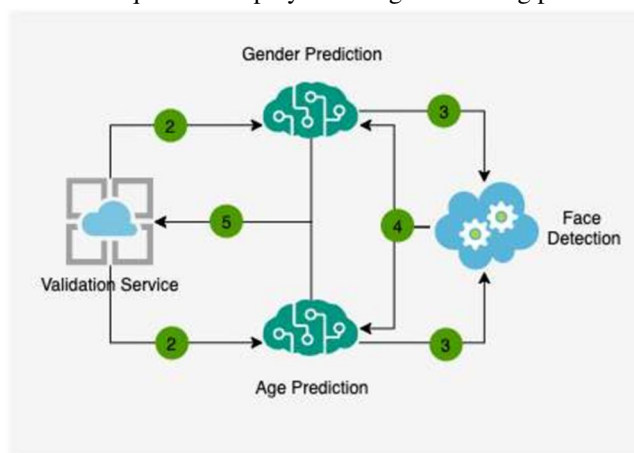 Gender Prediction
2
3
5
4
Face
Detection
Validation Service
2
3
Age Prediction